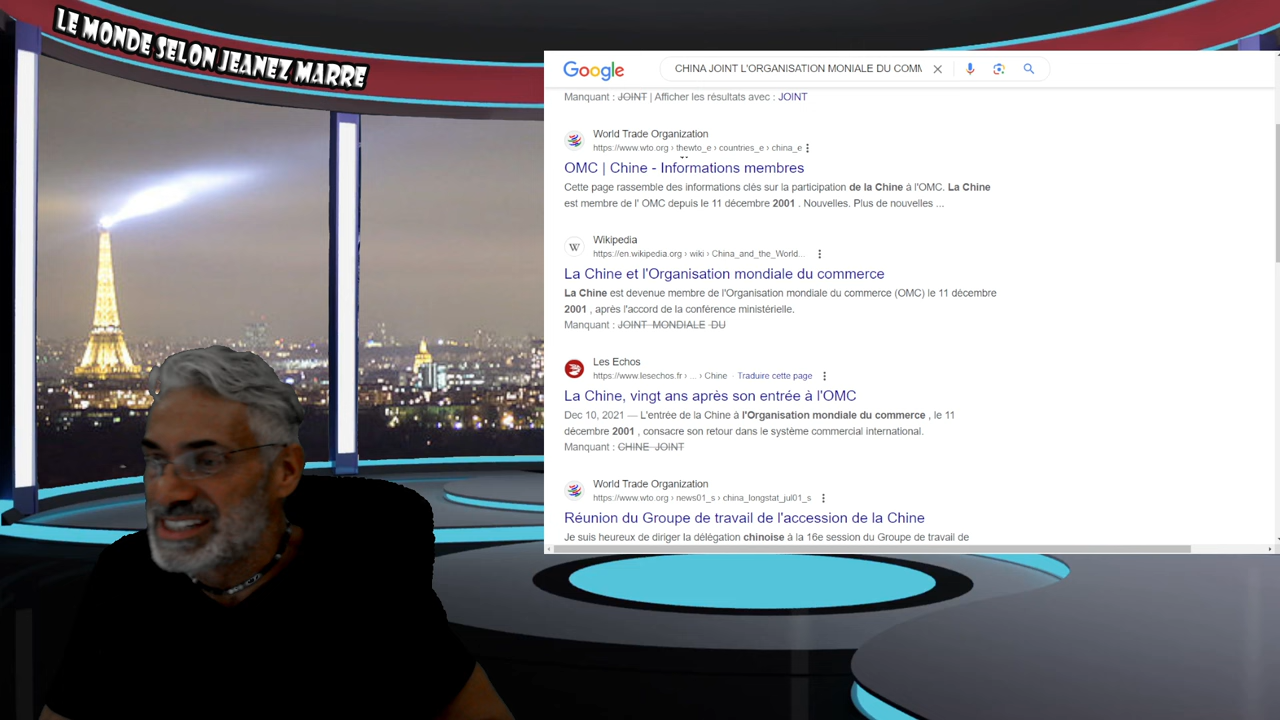 LE MONDE SELON JEANEZ MARRE
Google
CHINA JOINT L'ORGANISATION MONIALE DU COMM
Manquant : JOINT | Afficher les résultats avec : JOINT
World Trade Organization
https://www.wto.org › thewto_e › countries_e › china_e
OMC | Chine - Informations membres
Cette page rassemble des informations clés sur la participation de la Chine à l'OMC. La Chine
est membre de l' OMC depuis le 11 décembre 2001 . Nouvelles. Plus de nouvelles ...
W
Wikipedia
https://en.wikipedia.org › wiki › China_and_the_World...
La Chine et l'Organisation mondiale du commerce
La Chine est devenue membre de l'Organisation mondiale du commerce (OMC) le 11 décembre
2001 , après l'accord de la conférence ministérielle.
Manquant : JOINT MONDIALE DU
Les Echos
https://www.lesechos.fr › ... › Chine · Traduire cette page
La Chine, vingt ans après son entrée à l'OMC
Dec 10, 2021 — L'entrée de la Chine à l'Organisation mondiale du commerce , le 11
décembre 2001 , consacre son retour dans le système commercial international.
Manquant : CHINE JOINT
World Trade Organization
https://www.wto.org › news01_s › china_longstat_jul01_s
Réunion du Groupe de travail de l'accession de la Chine
Je suis heureux de diriger la délégation chinoise à la 16e session du Groupe de travail de